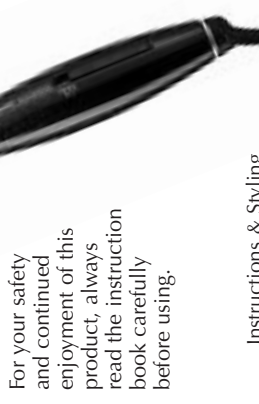 For your safety
and continued
enjoyment of this
product, always
read the instruction
book carefully
before using.
Instructions & Styling